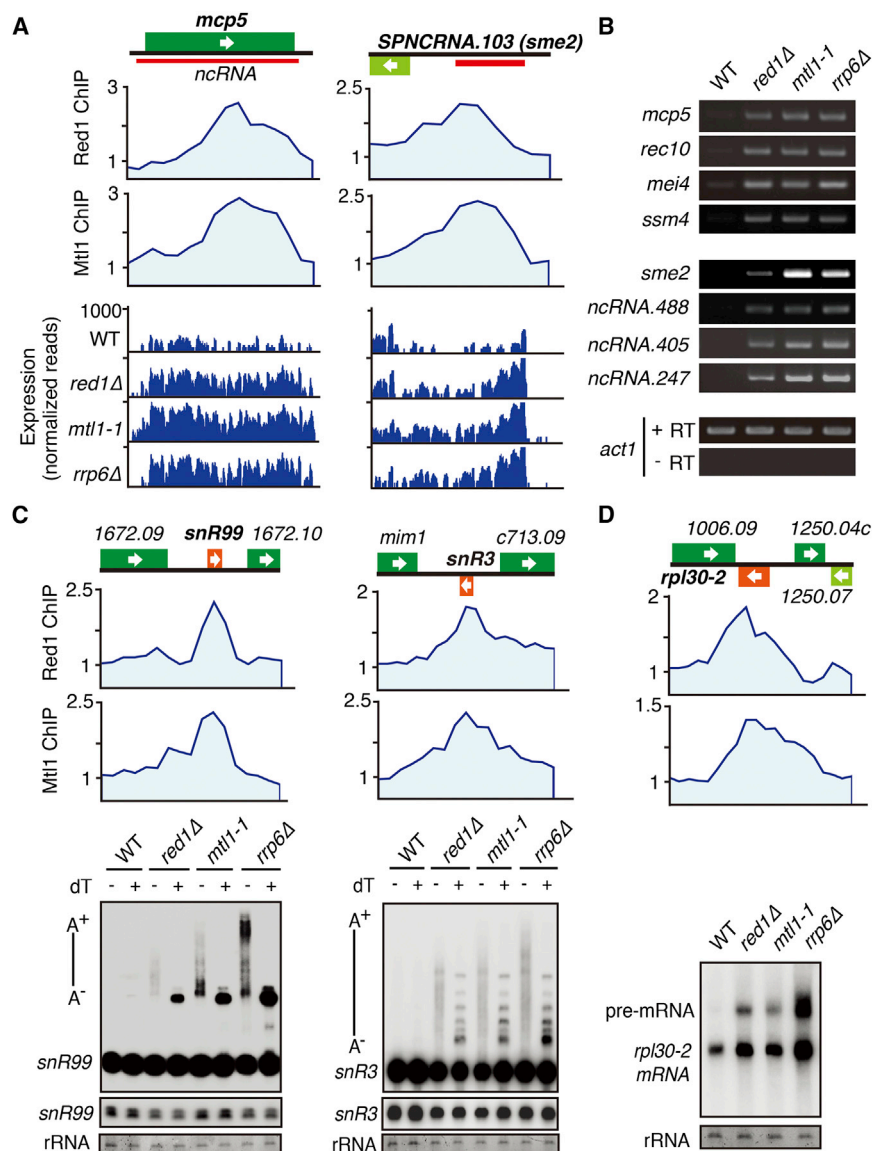 A
mcp5
ncRNA
SPNCRNA.103 (sme2)
Red1 ChIP
3
1
2.5
1
Mtl1 ChIP
3
1
2.5
1
Expression
(normalized reads)
1000
WT
red1Δ
mtl1-1
rrp6Δ
B
WT
red1Δ
mtl1-1
rrp6Δ
mcp5
rec10
mei4
ssm4
sme2
ncRNA.488
ncRNA.405
ncRNA.247
act1
+ RT
- RT
C
1672.09
snR99
1672.10
mim1
snR3
c713.09
Red1 ChIP
2.5
1
2
1
Mtl1 ChIP
2.5
1
2.5
1
WT
red1Δ
mtl1-1
rrp6Δ
dT - + - + - + - +
A+
A-
snR99
snR99
rRNA
WT
red1Δ
mtl1-1
rrp6Δ
dT - + - + - + - +
A+
A-
snR3
snR3
rRNA
D
1006.09
1250.04c
rpl30-2
1250.07
2
1
1.5
1
WT
red1Δ
mtl1-1
rrp6Δ
pre-mRNA
rpl30-2
mRNA
rRNA